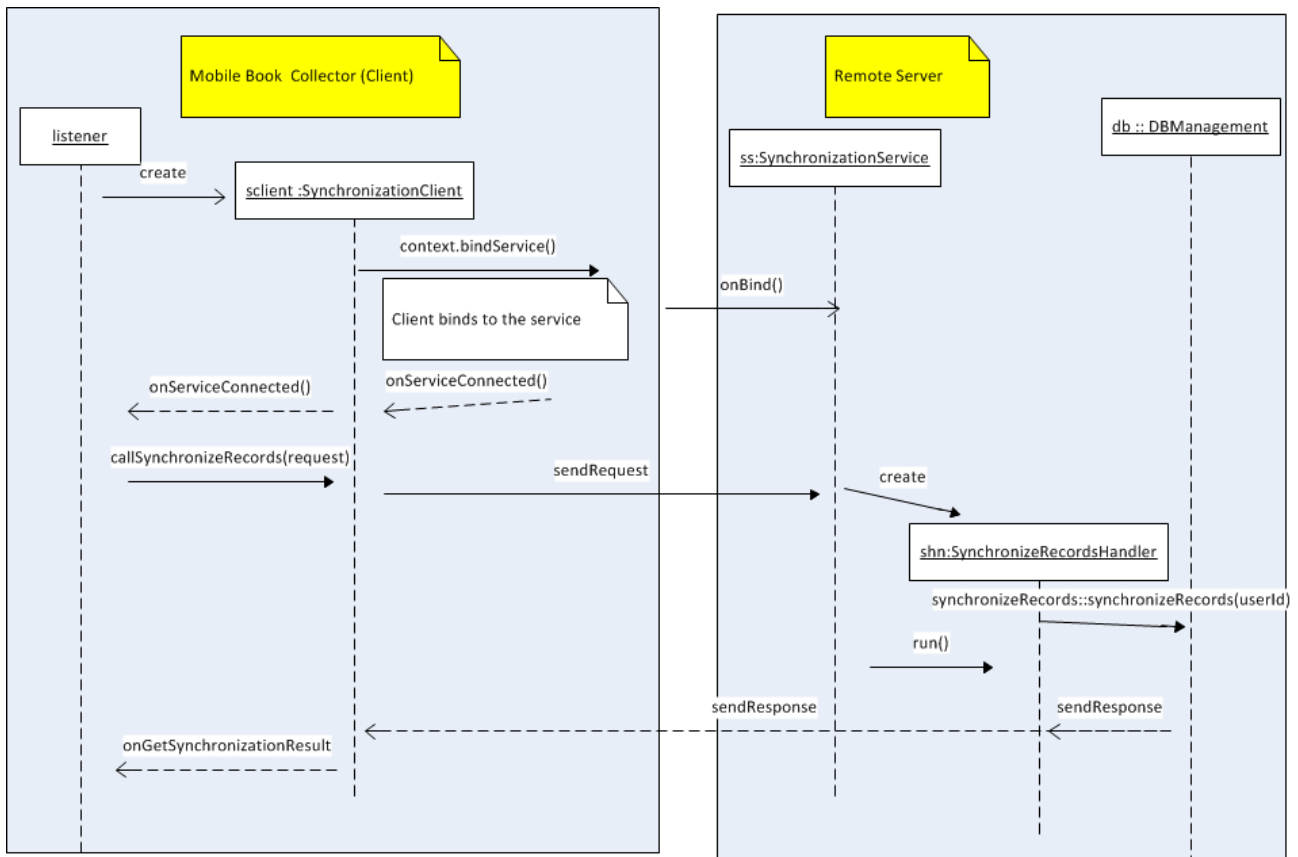 Mobile Book Collector (Client)
Remote Server
listener
db :: DBManagement
ss:SynchronizationService
create
sclient :SynchronizationClient
context.bindService()
onBind()
Client binds to the service
onServiceConnected()
onServiceConnected()
callSynchronizeRecords(request)
sendRequest
create
shn:SynchronizeRecordsHandler
synchronizeRecords::synchronizeRecords(userId)
run()
sendResponse
sendResponse
onGetSynchronizationResult